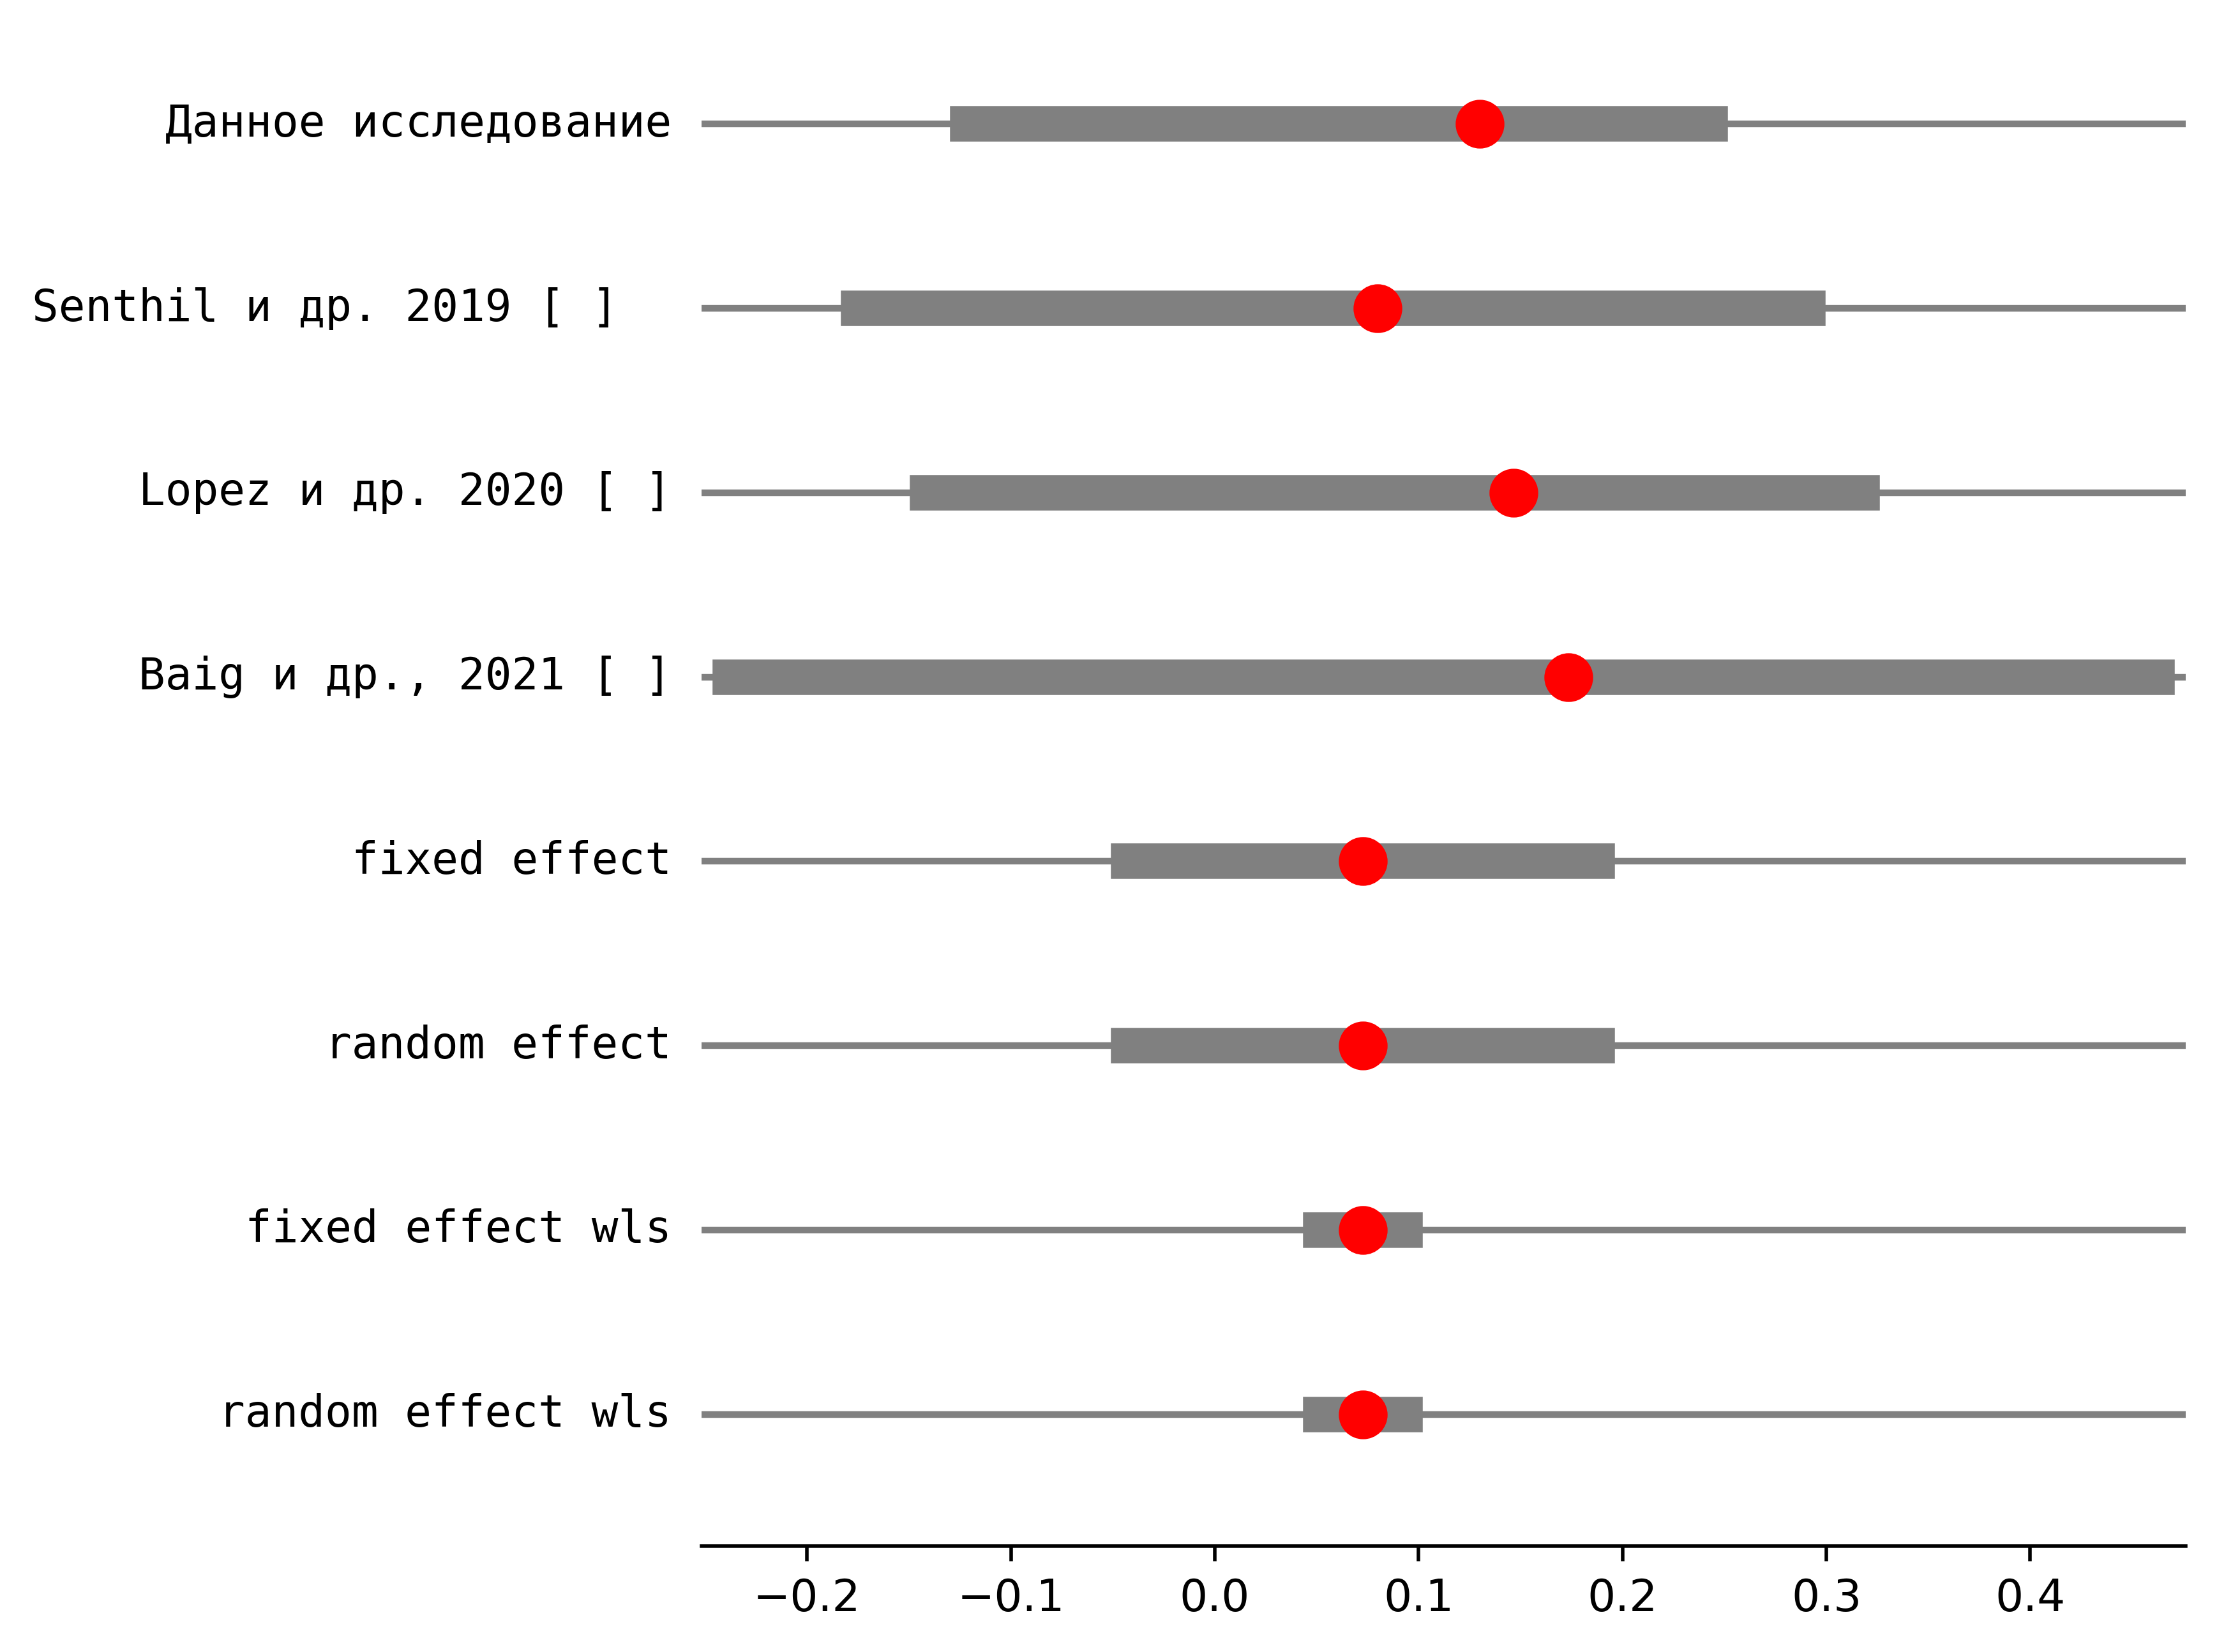 Данное исследование
Senthil и др. 2019 [ ]
Lopez и др. 2020 [ ]
Baig и др., 2021 [ ]
fixed effect
random effect
fixed effect wls
random effect wls
−0.2 −0.1 0.0 0.1 0.2 0.3 0.4